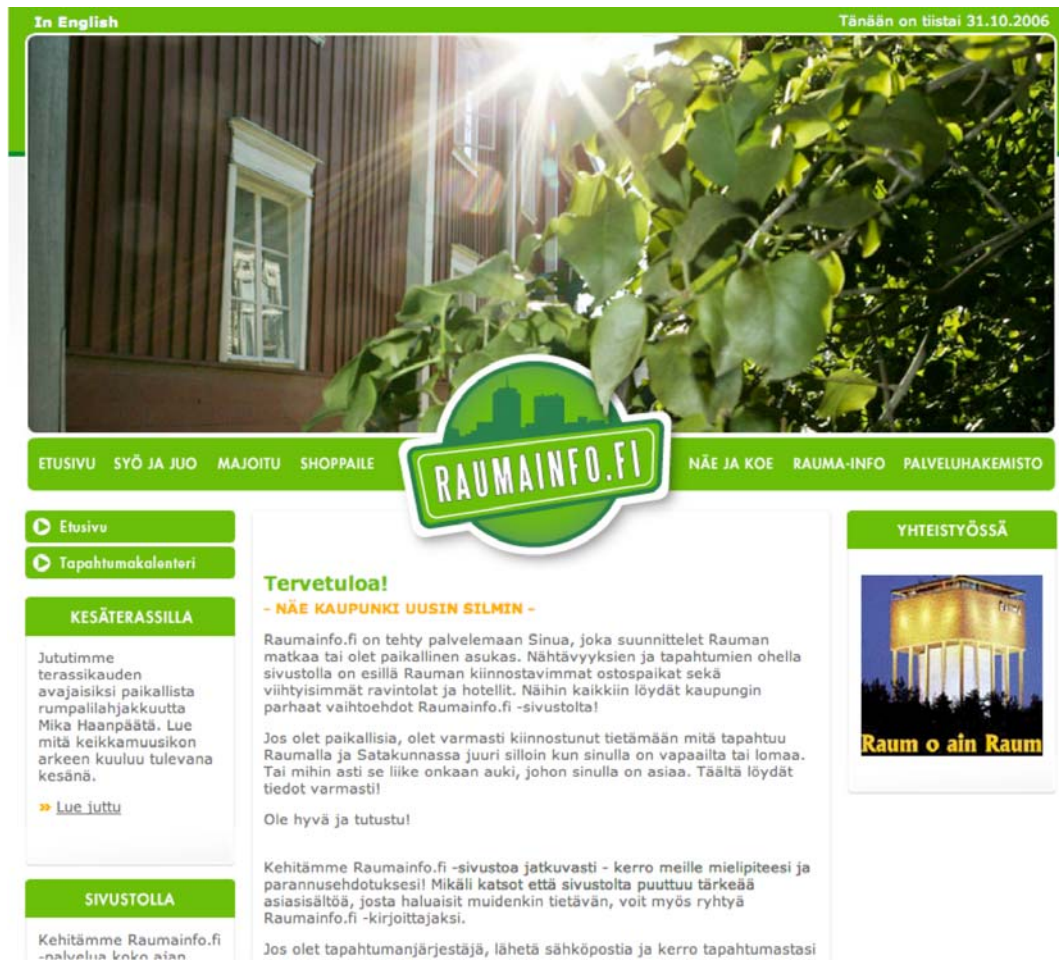 In English
Tänään on tiistai 31.10.2006
ETUSIVU SYÖ JA JUO MAJOITU SHOPPAILE
RAUMAINFO.FI
NÄE JA KOE RAUMA-INFO PALVELUHAKEMISTO
Etusivu
Tapahtumakalenteri
KESÄTERASSILLA
Jututimme
terassikauden
avajaisiksi paikallista
rumpalilahjakkuutta
Mika Haanpäätä. Lue
mitä keikkamuusikon
arkeen kuuluu tulevana
kesänä.
» Lue juttu
SIVUSTOLLA
Kehitämme Raumainfo.fi
-palvelua koko ajan
Tervetuloa!
- NÄE KAUPUNKI UUSIN SILMIN -
Raumainfo.fi on tehty palvelemaan Sinua, joka suunnittelet Rauman
matkaa tai olet paikallinen asukas. Nähtävyyksien ja tapahtumien ohella
sivustolla on esillä Rauman kiinnostavimmat ostospaikat sekä
viihtyisimmät ravintolat ja hotellit. Näihin kaikkiin löydät kaupungin
parhaat vaihtoehdot Raumainfo.fi -sivustolta!
Jos olet paikallisia, olet varmasti kiinnostunut tietämään mitä tapahtuu
Raumalla ja Satakunnassa juuri silloin kun sinulla on vapaailta tai lomaa.
Tai mihin asti se liike onkaan auki, johon sinulla on asiaa. Täältä löydät
tiedot varmasti!
Ole hyvä ja tutustu!
Kehitämme Raumainfo.fi -sivustoa jatkuvasti - kerro meille mielipiteesi ja
parannusehdotuksesi! Mikäli katsot että sivustolta puuttuu tärkeää
asiasisältöä, josta haluaisit muidenkin tietävän, voit myös ryhtyä
Raumainfo.fi -kirjoittajaksi.
Jos olet tapahtumanjärjestäjä, lähetä sähköpostia ja kerro tapahtumastasi
YHTEISTYÖSSÄ
Raum o ain Raum